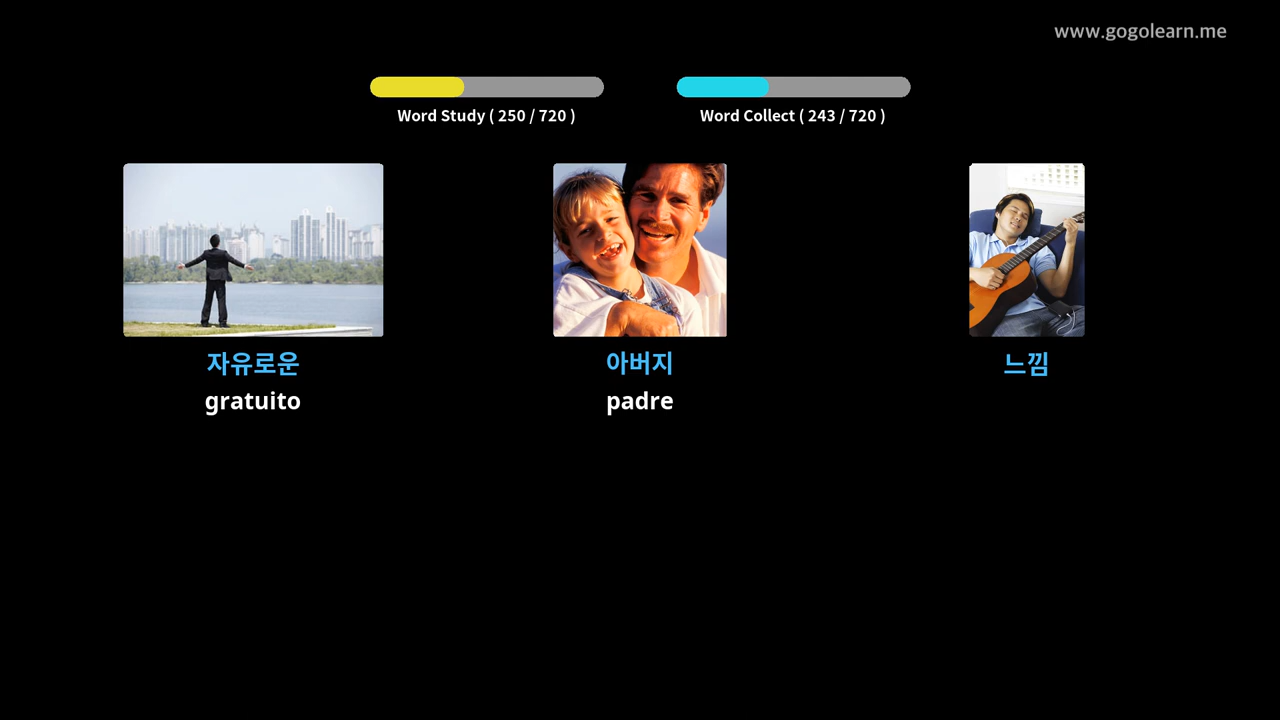 www.gogolearn.me
Word Study ( 250 / 720 )
Word Collect ( 243 / 720 )
자유로운
gratuito
아버지
padre
느낌